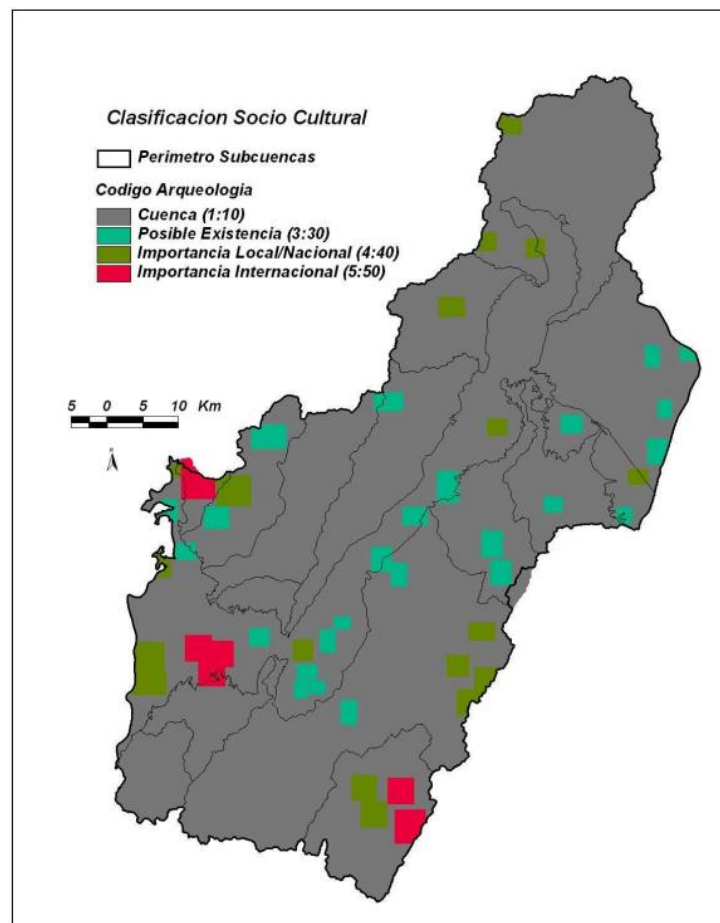 Clasificacion Socio Cultural
Perimetro Subcuencas
Codigo Arqueologia
Cuenca (1:10)
Posible Existencia (3:30)
Importancia Local/Nacional (4:40)
Importancia Internacional (5:50)
5 0 5 10 Km
N